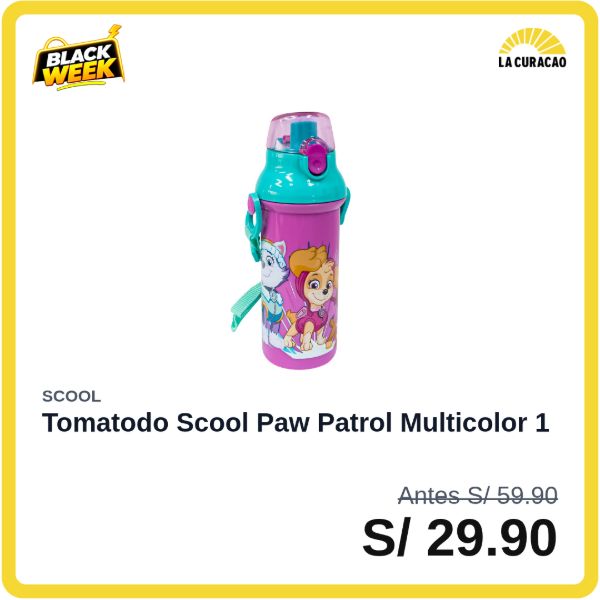 BLACK
WEEK
LA CURACAO
SCOOL
Tomatodo Scool Paw Patrol Multicolor 1
Antes S/ 59.90
S/ 29.90